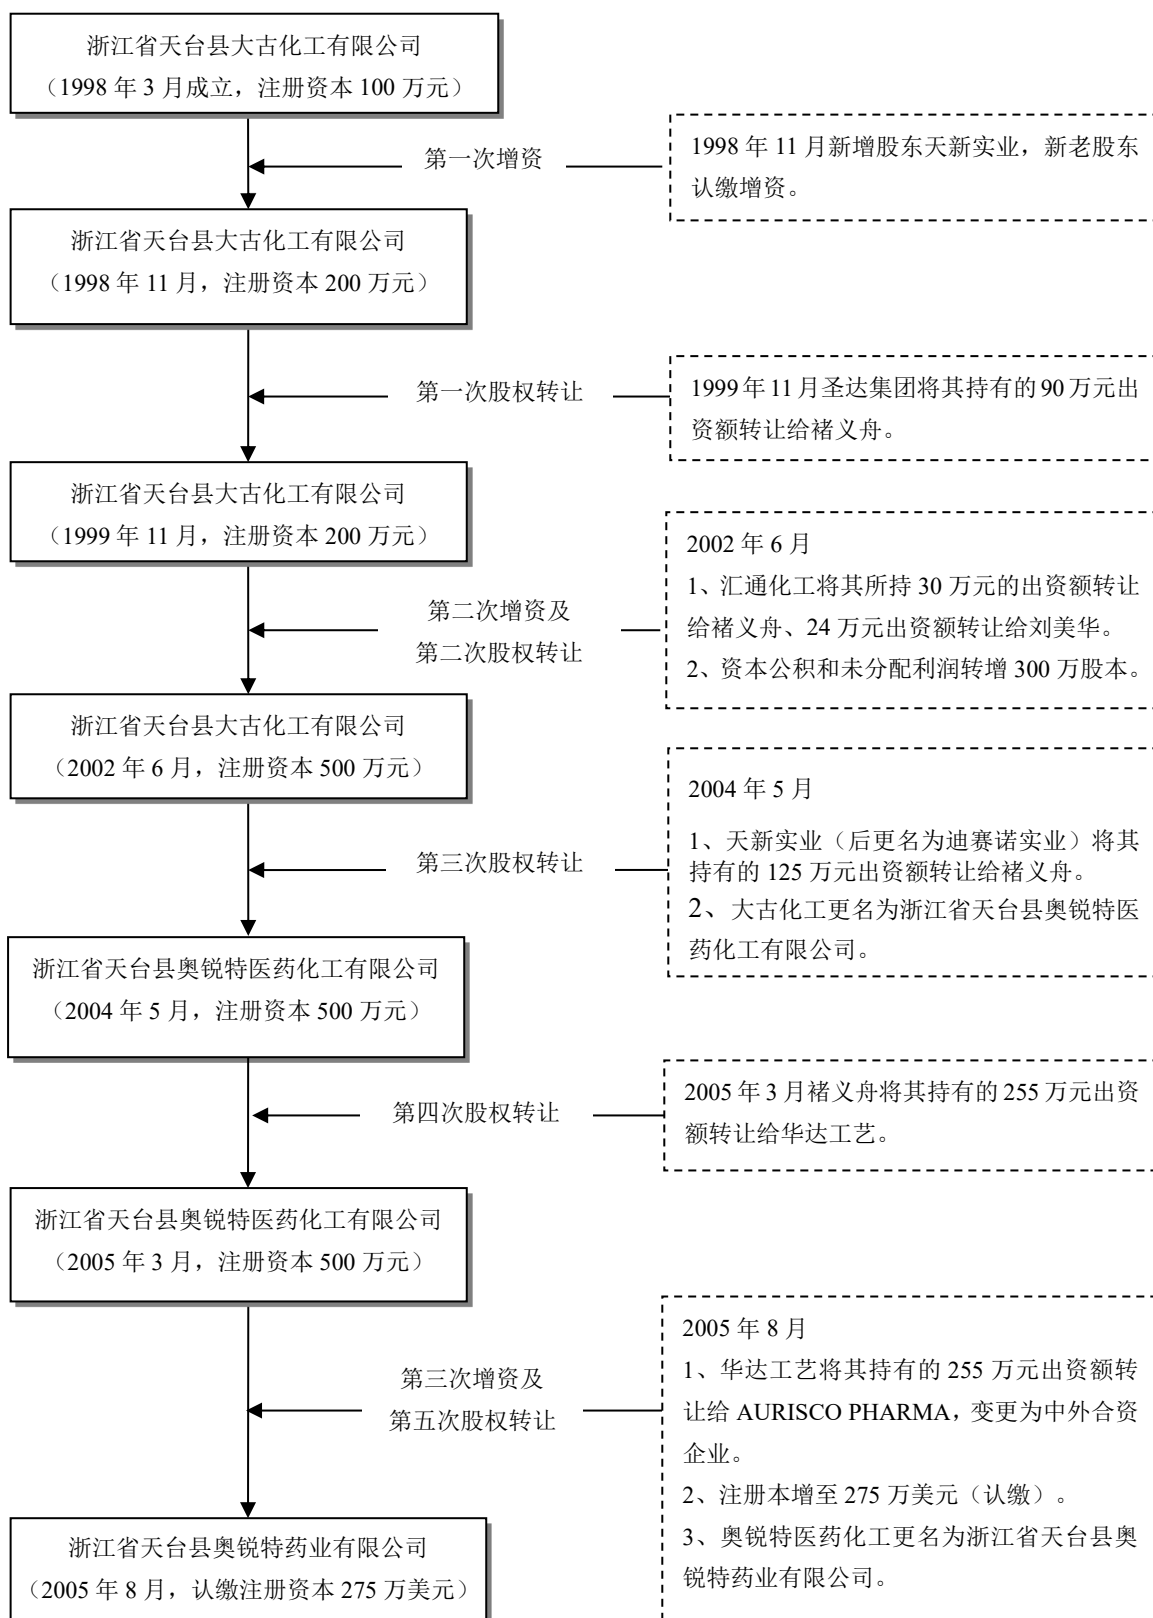 浙江省天台县大古化工有限公司
（1998 年 3 月成立，注册资本 100 万元）
第一次增资
1998 年 11 月新增股东天新实业，新老股东
认缴增资。
浙江省天台县大古化工有限公司
（1998 年 11 月，注册资本 200 万元）
第一次股权转让
1999 年 11 月圣达集团将其持有的 90 万元出
资额转让给褚义舟。
浙江省天台县大古化工有限公司
（1999 年 11 月，注册资本 200 万元）
第二次增资及
第二次股权转让
2002 年 6 月
1、汇通化工将其所持 30 万元的出资额转让
给褚义舟、24 万元出资额转让给刘美华。
2、资本公积和未分配利润转增 300 万股本。
浙江省天台县大古化工有限公司
（2002 年 6 月，注册资本 500 万元）
第三次股权转让
2004 年 5 月
1、天新实业（后更名为迪赛诺实业）将其
持有的 125 万元出资额转让给褚义舟。
2、大古化工更名为浙江省天台县奥锐特医
药化工有限公司。
浙江省天台县奥锐特医药化工有限公司
（2004 年 5 月，注册资本 500 万元）
第四次股权转让
2005 年 3 月褚义舟将其持有的 255 万元出资
额转让给华达工艺。
浙江省天台县奥锐特医药化工有限公司
（2005 年 3 月，注册资本 500 万元）
第三次增资及
第五次股权转让
2005 年 8 月
1、华达工艺将其持有的 255 万元出资额转
让给 AURISCO PHARMA，变更为中外合资
企业。
2、注册本增至 275 万美元（认缴）。
3、奥锐特医药化工更名为浙江省天台县奥
锐特药业有限公司。
浙江省天台县奥锐特药业有限公司
（2005 年 8 月，认缴注册资本 275 万美元）